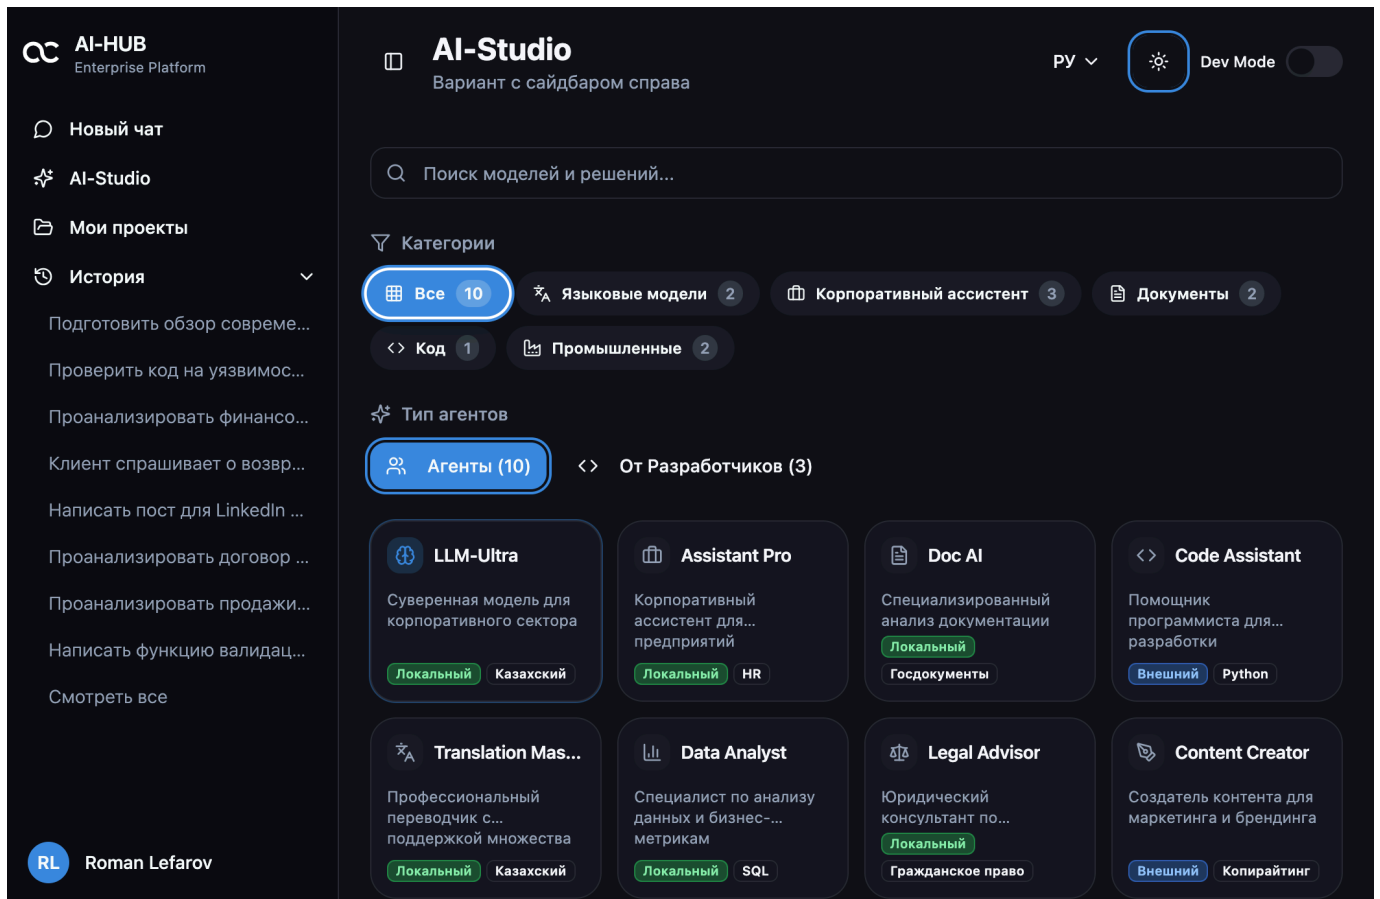 AI-HUB
Enterprise Platform
Новый чат
AI-Studio
Мои проекты
История
Подготовить обзор совреме...
Проверить код на уязвимос...
Проанализировать финансо...
Клиент спрашивает о возвр...
Написать пост для LinkedIn ...
Проанализировать договор ...
Проанализировать продажи...
Написать функцию валидац...
Смотреть все
RL
Roman Lefarov
AI-Studio
Вариант с сайдбаром справа
РУ
Dev Mode
Поиск моделей и решений...
Категории
Все 10
Языковые модели 2
Корпоративный ассистент 3
Документы 2
Код 1
Промышленные 2
Тип агентов
Агенты (10)
От Разработчиков (3)
LLM-Ultra
Суверенная модель для
корпоративного сектора
Локальный Казахский
Assistant Pro
Корпоративный
ассистент для...
предприятий
Локальный HR
Doc AI
Специализированный
анализ документации
Локальный
Госдокументы
Code Assistant
Помощник
программиста для...
разработки
Внешний Python
Translation Mas...
Профессиональный
переводчик с...
поддержкой множества
Локальный Казахский
Data Analyst
Специалист по анализу
данных и бизнес-...
метрикам
Локальный SQL
Legal Advisor
Юридический
консультант по...
Локальный
Гражданское право
Content Creator
Создатель контента для
маркетинга и брендинга
Внешний Копирайтинг